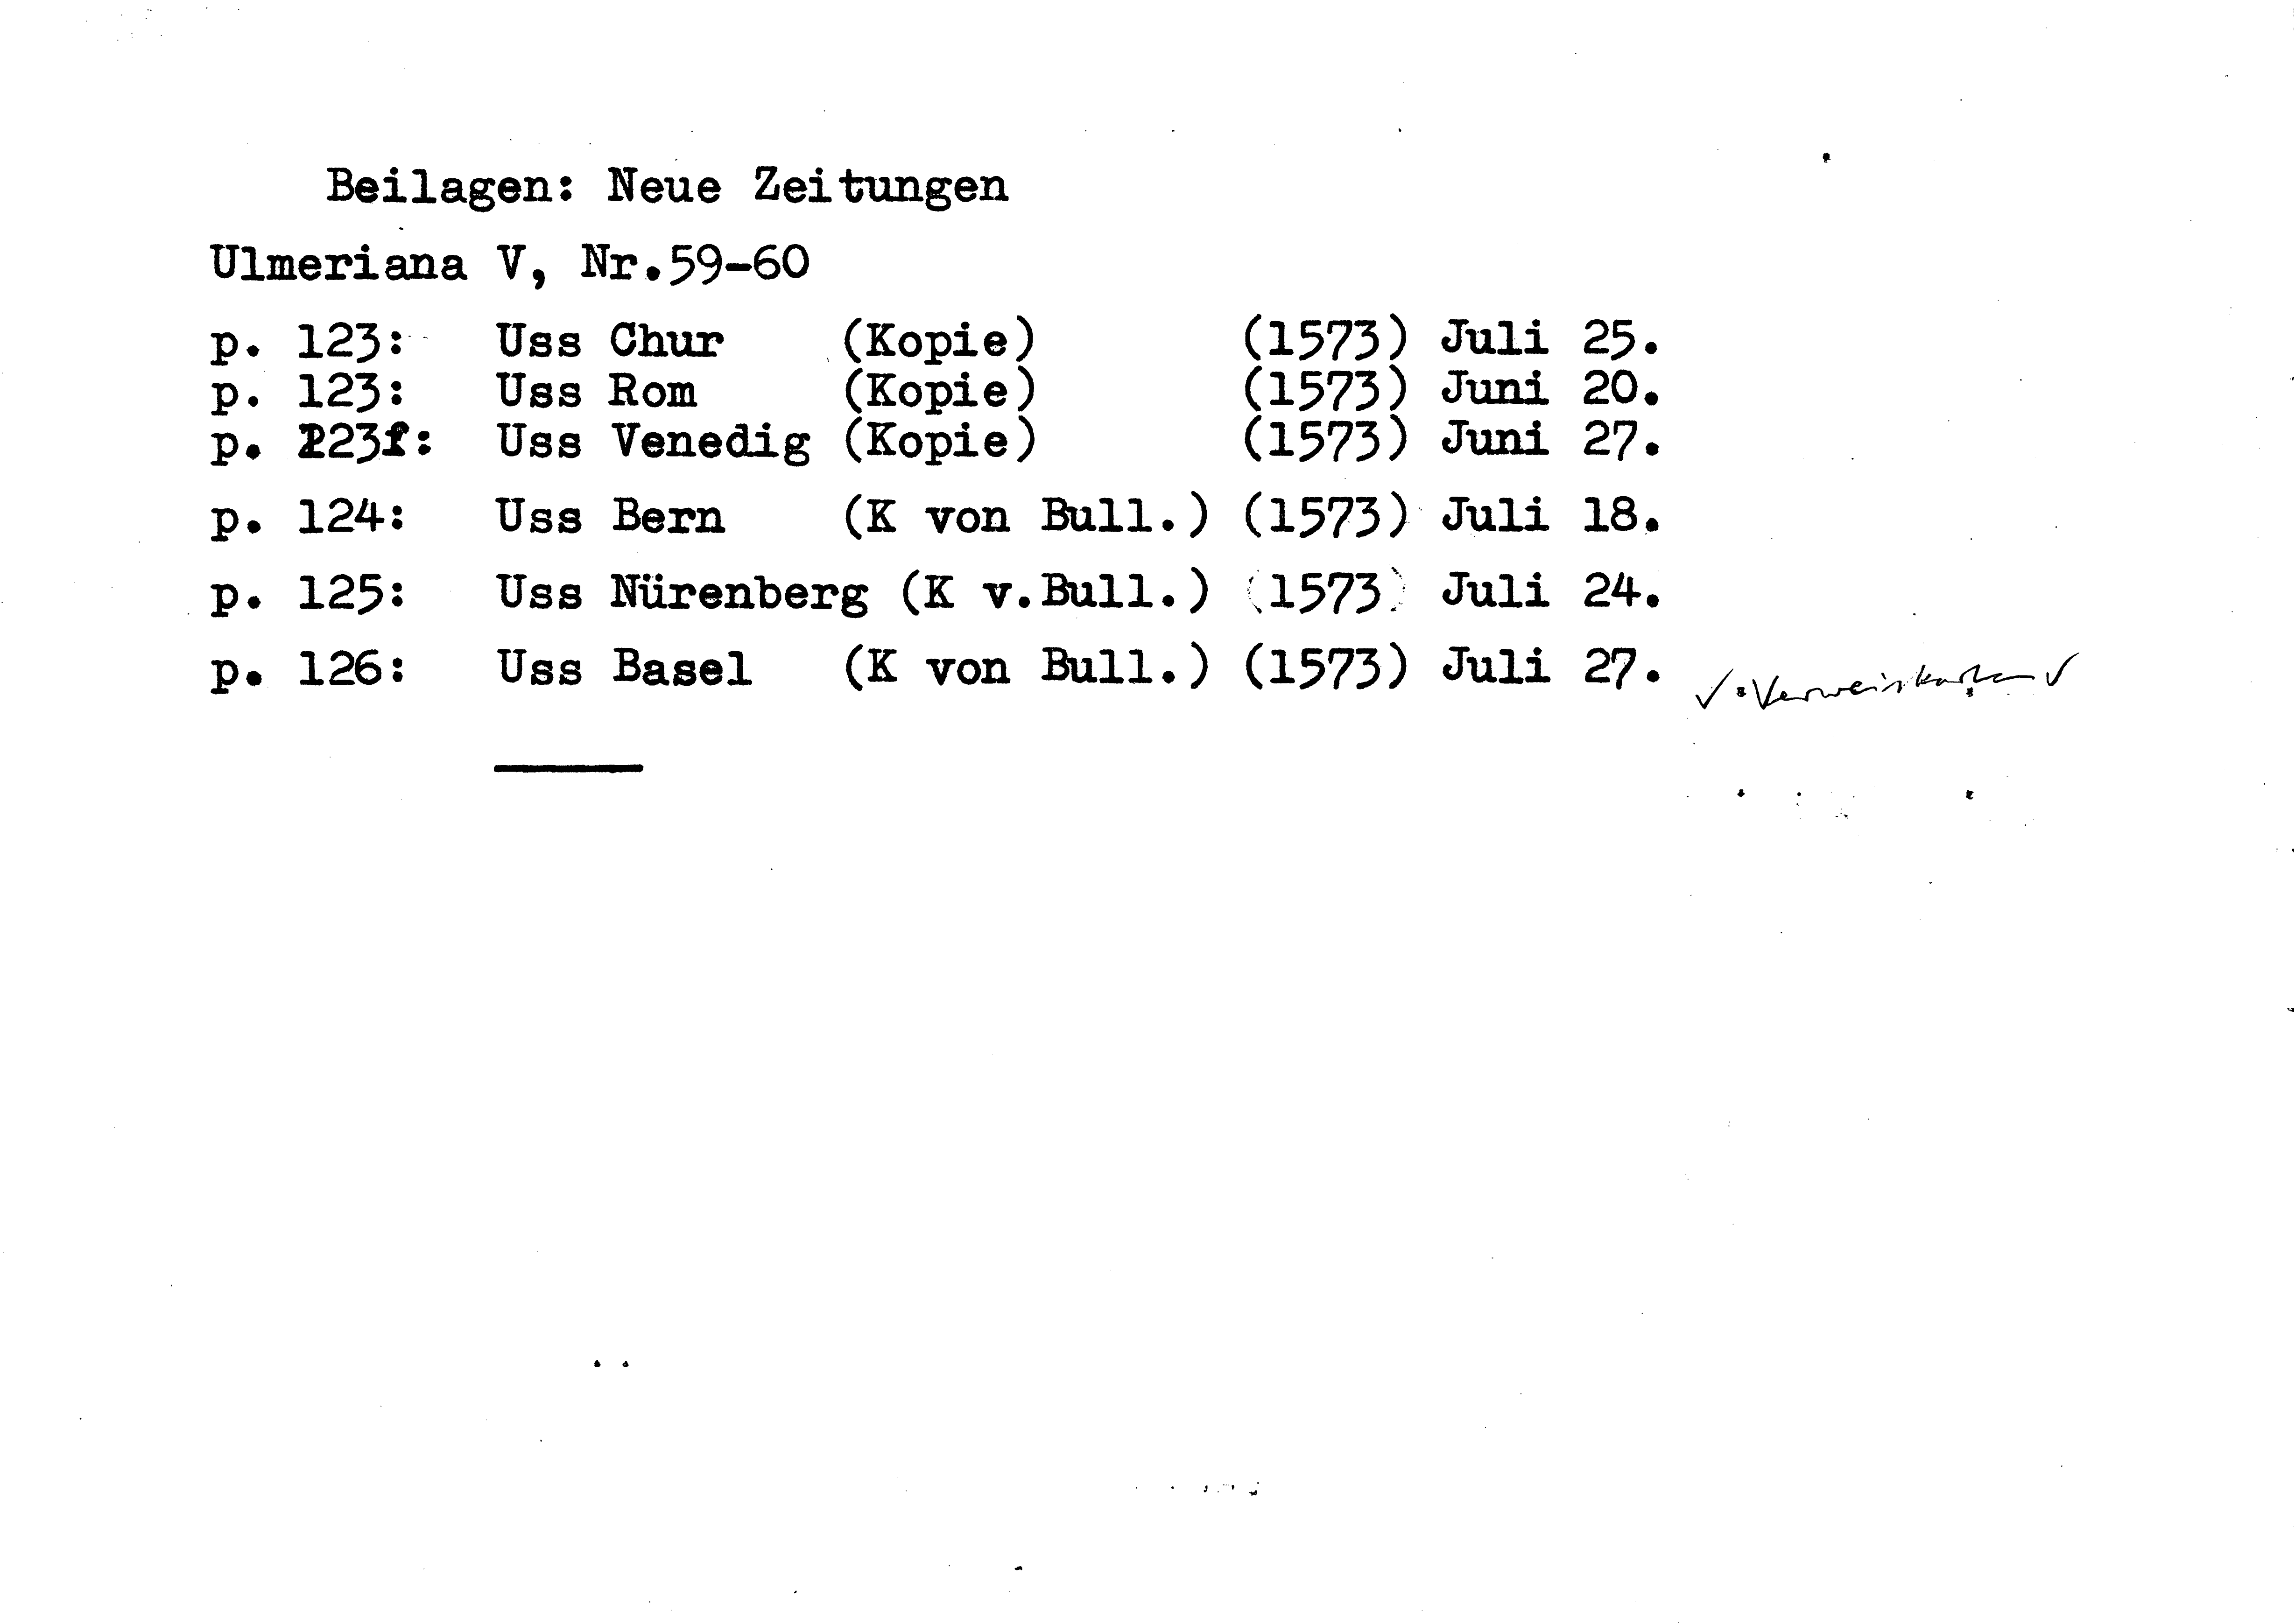 Beilagen: Neue Zeitungen
Ulmeriana V, Nr.59-60
p. 123: Uss Chur (Kopie) (1573) Juli 25.
p. 123: Uss Rom (Kopie) (1573) Juni 20.
p. 123f: Uss Venedig (Kopie) (1573) Juni 27.
p. 124: Uss Bern (K von Bull.) (1573) Juli 18.
p. 125: Uss Nürenberg (K v.Bull.) (1573) Juli 24.
p. 126: Uss Basel (K von Bull.) (1573) Juli 27. √ Verweiskarten √